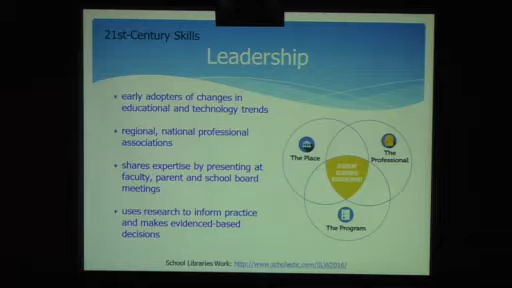 21st-Century Skills
Leadership
• early adopters of changes in
educational and technology trends
• regional, national professional
associations
• shares expertise by presenting at
faculty, parent and school board
meetings
• uses research to inform practice
and makes evidenced-based
decisions
The Place
The
Professional
STUDENT
The Program
School Libraries Work: http://www.scholastic.com/SLW2016/